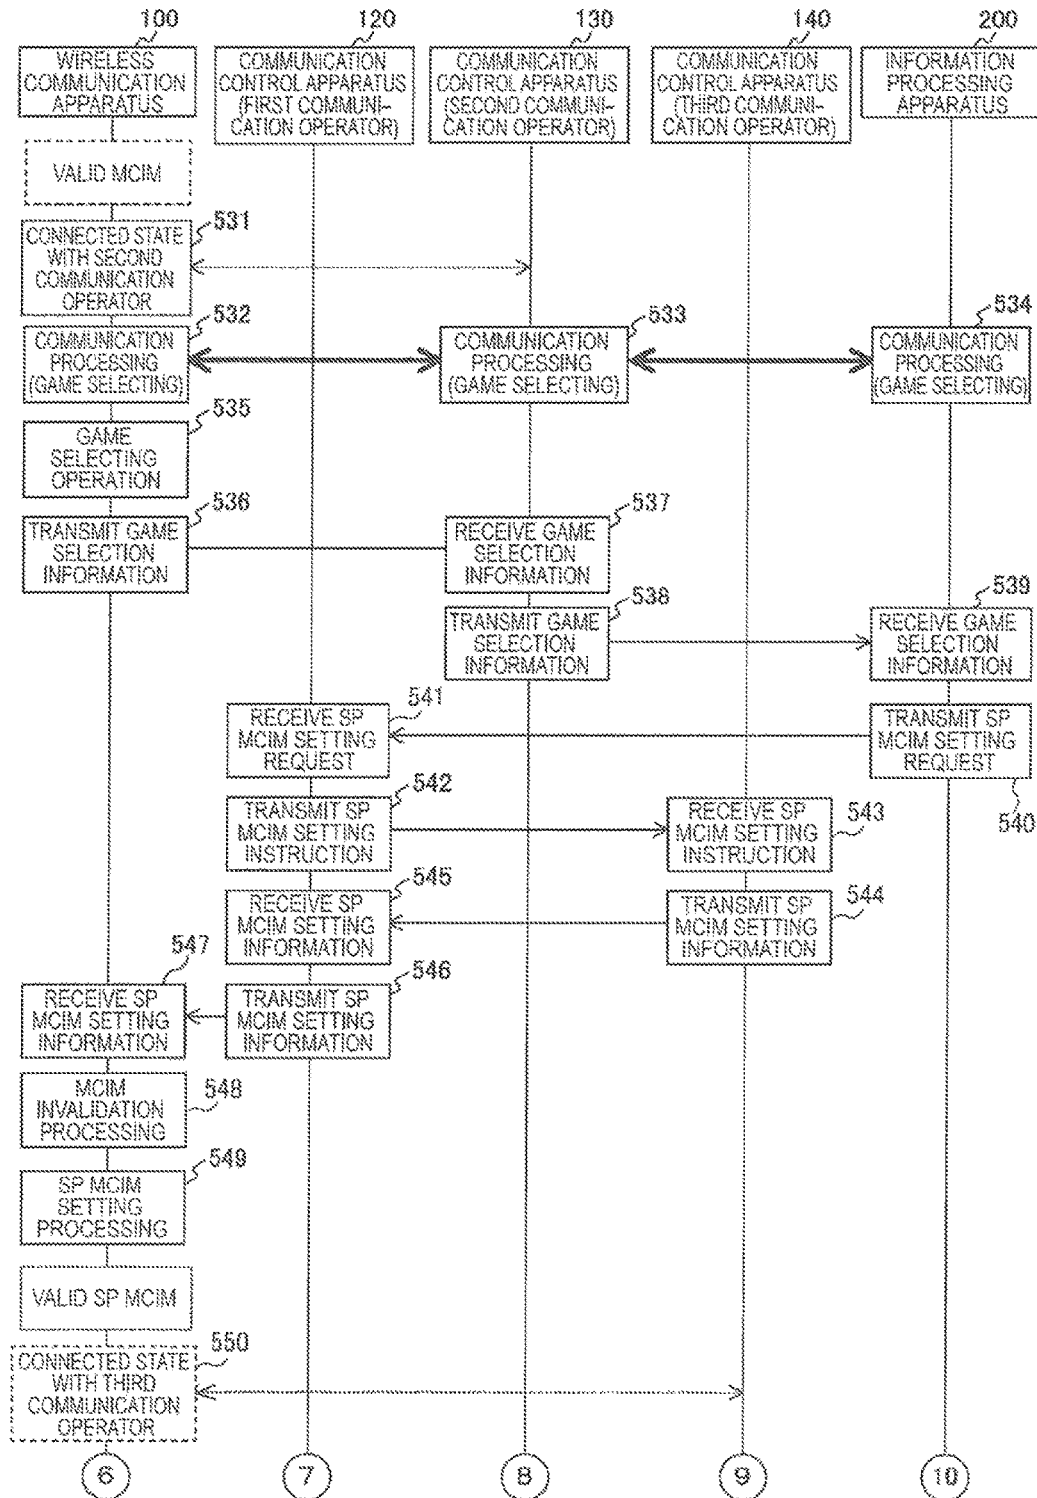 100
120
130
140
200
WIRELESS
COMMUNICATION
APPARATUS
COMMUNICATION
CONTROL APPARATUS
(FIRST COMMUNI-
CATION OPERATOR)
COMMUNICATION
CONTROL APPARATUS
(SECOND COMMUNI-
CATION OPERATOR)
COMMUNICATION
CONTROL APPARATUS
(THIRD COMMUNI-
CATION OPERATOR)
INFORMATION
PROCESSING
APPARATUS
VALID MCIM
531
CONNECTED STATE
WITH SECOND
COMMUNICATION
OPERATOR
532
COMMUNICATION
PROCESSING
(GAME SELECTING)
533
COMMUNICATION
PROCESSING
(GAME SELECTING)
534
COMMUNICATION
PROCESSING
(GAME SELECTING)
535
GAME
SELECTING
OPERATION
536
TRANSMIT GAME
SELECTION
INFORMATION
537
RECEIVE GAME
SELECTION
INFORMATION
538
TRANSMIT GAME
SELECTION
INFORMATION
539
RECEIVE GAME
SELECTION
INFORMATION
541
RECEIVE SP
MCIM SETTING
REQUEST
TRANSMIT SP
MCIM SETTING
REQUEST
540
542
TRANSMIT SP
MCIM SETTING
INSTRUCTION
RECEIVE SP
MCIM SETTING
INSTRUCTION
543
545
RECEIVE SP
MCIM SETTING
INFORMATION
TRANSMIT SP
MCIM SETTING
INFORMATION
544
547
RECEIVE SP
MCIM SETTING
INFORMATION
546
TRANSMIT SP
MCIM SETTING
INFORMATION
MCIM
INVALIDATION
PROCESSING
548
549
SP MCIM
SETTING
PROCESSING
VALID SP MCIM
550
CONNECTED STATE
WITH THIRD
COMMUNICATION
OPERATOR
6
7
8
9
10